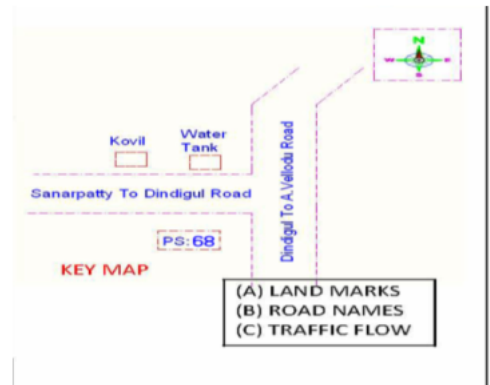 N
W E
S
Kovil
Water
Tank
Sanarpatty To Dindigul Road
Dindigul To A.Vellodu Road
PS:68
KEY MAP
(A) LAND MARKS
(B) ROAD NAMES
(C) TRAFFIC FLOW